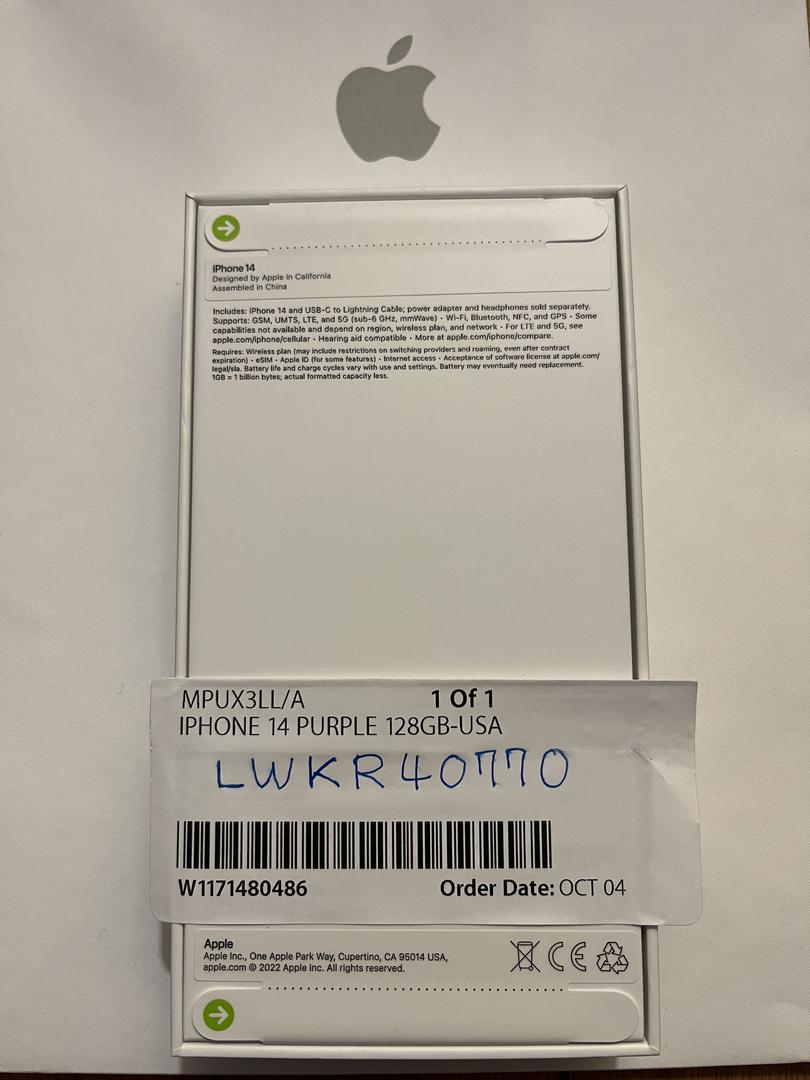 iPhone 14
Designed by Apple in California
Assembled in China
Includes: iPhone 14 and USB-C to Lightning Cable; power adapter and headphones sold separately.
Supports: GSM, UMTS, LTE, and 5G (sub-6 GHz, mmWave) • Wi-Fi, Bluetooth, NFC, and GPS • Some
capabilities not available and depend on region, wireless plan, and network • For LTE and 5G, see
apple.com/iphone/cellular • Hearing aid compatible • More at apple.com/iphone/compare.
Requires: Wireless plan (may include restrictions on switching providers and roaming, even after contract
expiration) • eSIM • Apple ID (for some features) • Internet access • Acceptance of software license at apple.com/
legal/sla. Battery life and charge cycles vary with use and settings. Battery may eventually need replacement.
1GB = 1 billion bytes; actual formatted capacity less.
MPUX3LL/A 1 Of 1
IPHONE 14 PURPLE 128GB-USA
LWKR40770
W1171480486 Order Date: OCT 04
Apple
Apple Inc., One Apple Park Way, Cupertino, CA 95014 USA,
apple.com © 2022 Apple Inc. All rights reserved.
CE